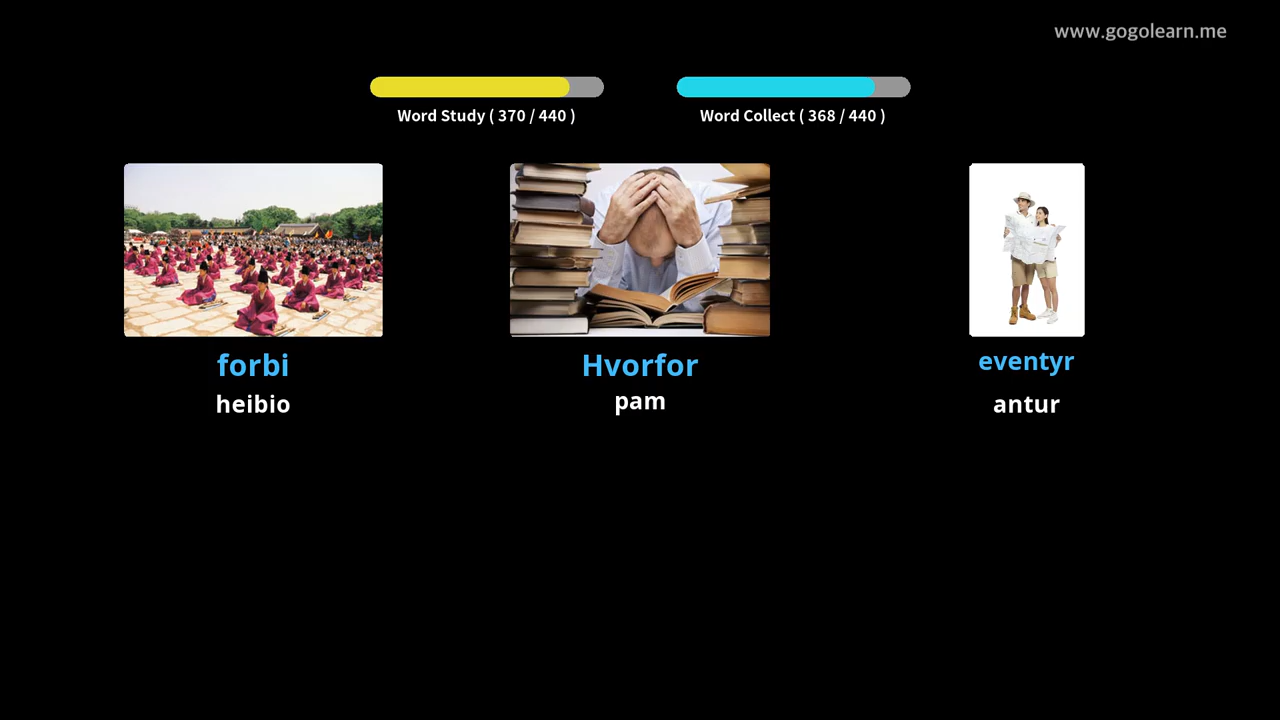 www.gogolearn.me
Word Study ( 370 / 440 )
Word Collect ( 368 / 440 )
forbi
Hvorfor
eventyr
heibio
pam
antur